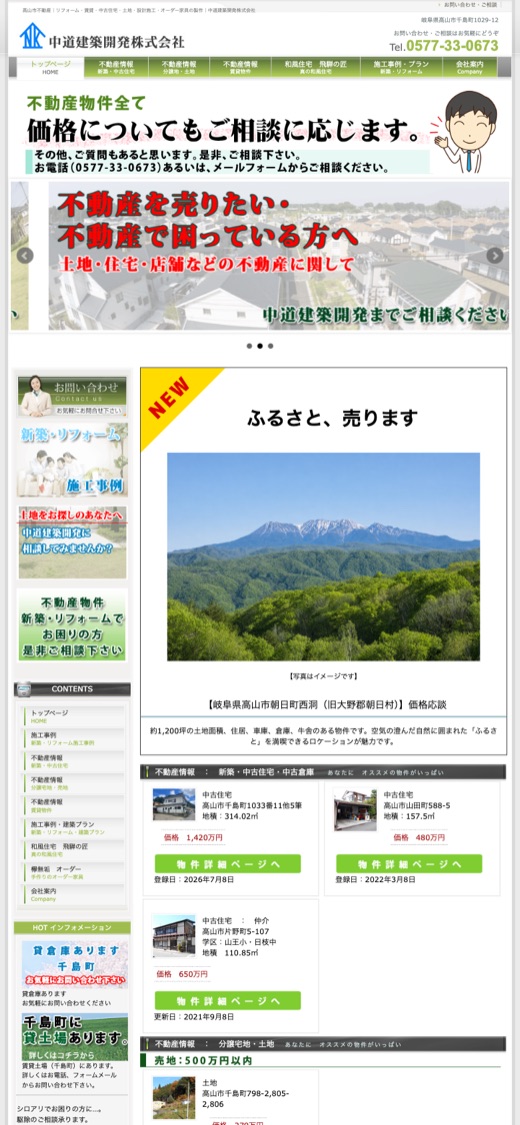 高山市不動産｜リフォーム・賃貸・中古住宅・土地・設計施工・オーダー家具の製作｜中道建築開発株式会社
お問い合わせ・ご相談
岐阜県高山市千島町1029-12
中道建築開発株式会社
お問い合わせ・ご相談はお気軽にどうぞ
Tel.0577-33-0673
トップページ
HOME
不動産情報
新築・中古住宅
不動産情報
分譲地・土地
不動産情報
賃貸物件
和風住宅　飛騨の匠
真の和風住宅
施工事例・プラン
新築・リフォーム
会社案内
Company
不動産物件全て
価格についてもご相談に応じます。
その他、ご質問もあると思います。是非、ご相談下さい。
お電話（0577-33-0673）あるいは、メールフォームからご相談ください。
不動産を売りたい・
不動産で困っている方へ
土地・住宅・店舗などの不動産に関して
中道建築開発までご相談くださいい
お問い合わせ
Contact us
お気軽にお問合せ下さい
新築・リフォーム
施工事例
土地をお探しのあなたへ
中道建築開発に
相談してみませんか？
不動産物件
新築・リフォームで
お困りの方
是非ご相談下さい
CONTENTS
トップページ
HOME
施工事例
新築・リフォーム施工事例
不動産情報
新築・中古住宅
不動産情報
分譲宅地・売地
不動産情報
賃貸物件
施工事例・建築プラン
新築・リフォーム・建築プラン
和風住宅　飛騨の匠
真の和風住宅
欅無垢　オーダー
手作りのオーダー家具
会社案内
Company
HOT インフォメーション
貸倉庫あります
千島町
お気軽にお問い合わせ下さい
貸倉庫あります
お気軽にお問い合わせください
千島町に
貸土場あります。
詳しくはコチラから
賃貸土場（千島町）にあります。
詳しくはお電話、フォームメール
からお問い合せ下さい。
シロアリでお困りの方に…。
駆除のご相談承ります。
NEW
ふるさと、売ります
【写真はイメージです】
【岐阜県高山市朝日町西洞（旧大野郡朝日村）】価格応談
約1,200坪の土地面積、住居、車庫、倉庫、牛舎のある物件です。空気の澄んだ自然に囲まれた「ふるさ
と」を満喫できるロケーションが魅力です。
不動産情報　：　新築・中古住宅・中古倉庫　あなたに　オススメの物件がいっぱい
中古住宅
高山市千島町1033番11他5筆
地積：314.02㎡
価格　1,420万円
物件詳細ページへ
登録日：2026年7月8日
中古住宅
高山市山田町588-5
地積：157.5㎡
価格　480万円
物件詳細ページへ
登録日：2022年3月8日
中古住宅　：　仲介
高山市片野町5-107
学区：山王小・日枝中
地積　110.85㎡
価格　650万円
物件詳細ページへ
更新日：2021年9月8日
不動産情報　：　分譲宅地・土地　あなたに　オススメの物件がいっぱい
売地：500万円以内
土地
高山市千島町798-2,805-
2,806